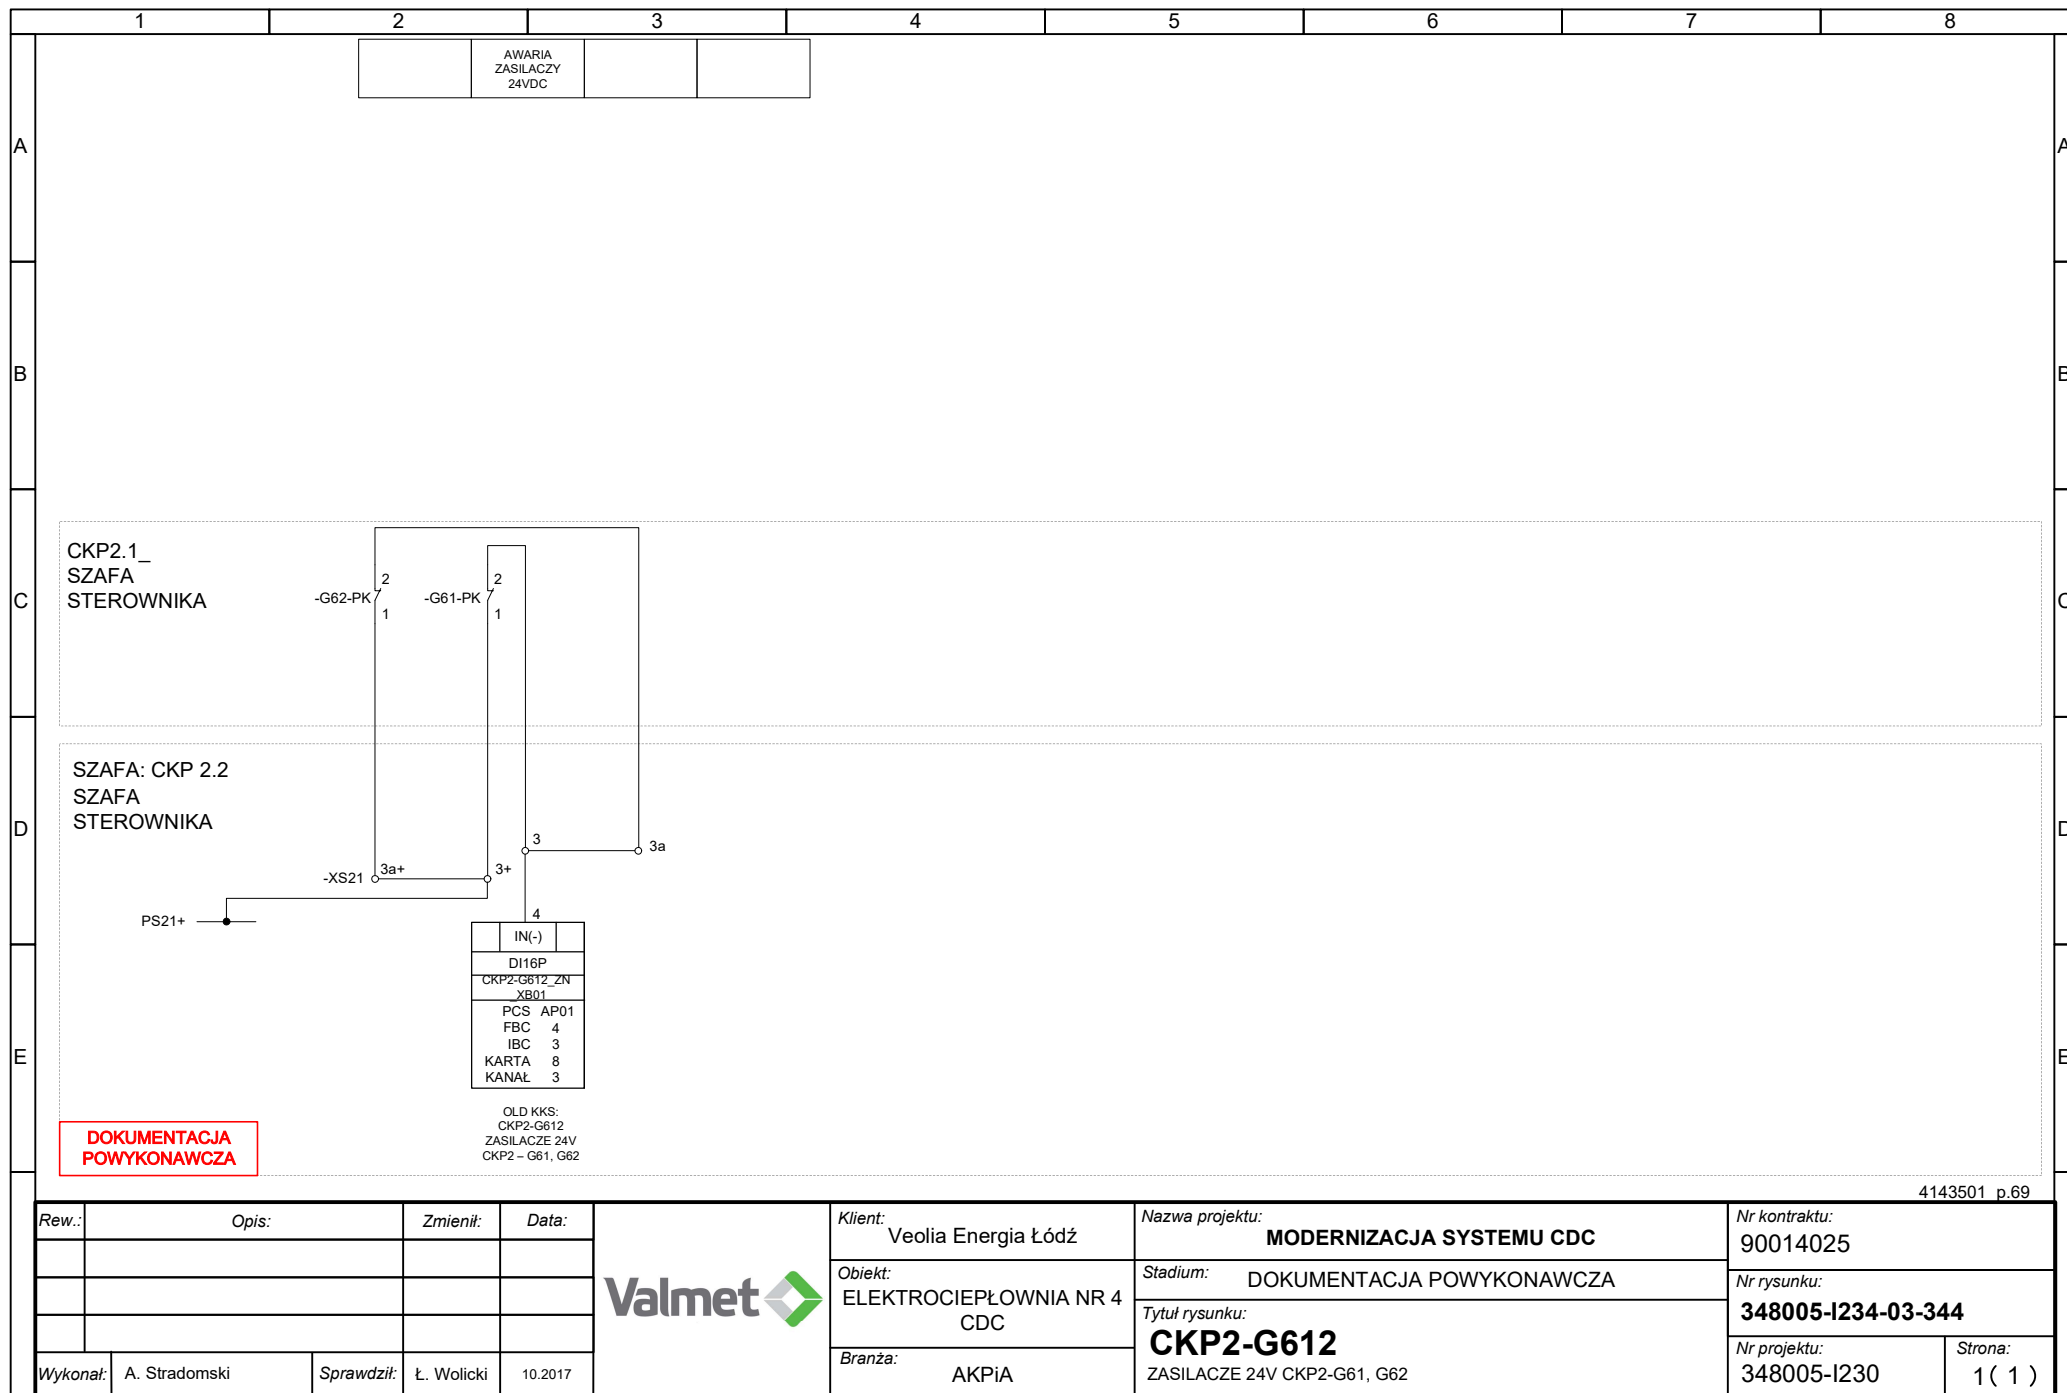 1 2 3 4 5 6 7 8
AWARIA
ZASILACZY
24VDC
A A
B B
C C
D D
E E
CKP2.1_
SZAFA
STEROWNIKA
-G62-PK 2
1
-G61-PK 2
1
SZAFA: CKP 2.2
SZAFA
STEROWNIKA
3 3a
-XS21 3a+ 3+
PS21+
4
IN(-)
DI16P
CKP2-G612_ZN
_XB01
PCS AP01
FBC 4
IBC 3
KARTA 8
KANAŁ 3
OLD KKS:
CKP2-G612
ZASILACZE 24V
CKP2 – G61, G62
DOKUMENTACJA
POWYKONAWCZA
4143501 p.69
Rew.: Opis: Zmienił: Data:
Wykonał: A. Stradomski Sprawdził: Ł. Wolicki 10.2017
Valmet
Klient:
Veolia Energia Łódź
Obiekt:
ELEKTROCIEPŁOWNIA NR 4
CDC
Branża:
AKPiA
Nazwa projektu:
MODERNIZACJA SYSTEMU CDC
Stadium: DOKUMENTACJA POWYKONAWCZA
Tytuł rysunku:
CKP2-G612
ZASILACZE 24V CKP2-G61, G62
Nr kontraktu:
90014025
Nr rysunku:
348005-I234-03-344
Nr projektu:
348005-I230
Strona:
1( 1 )